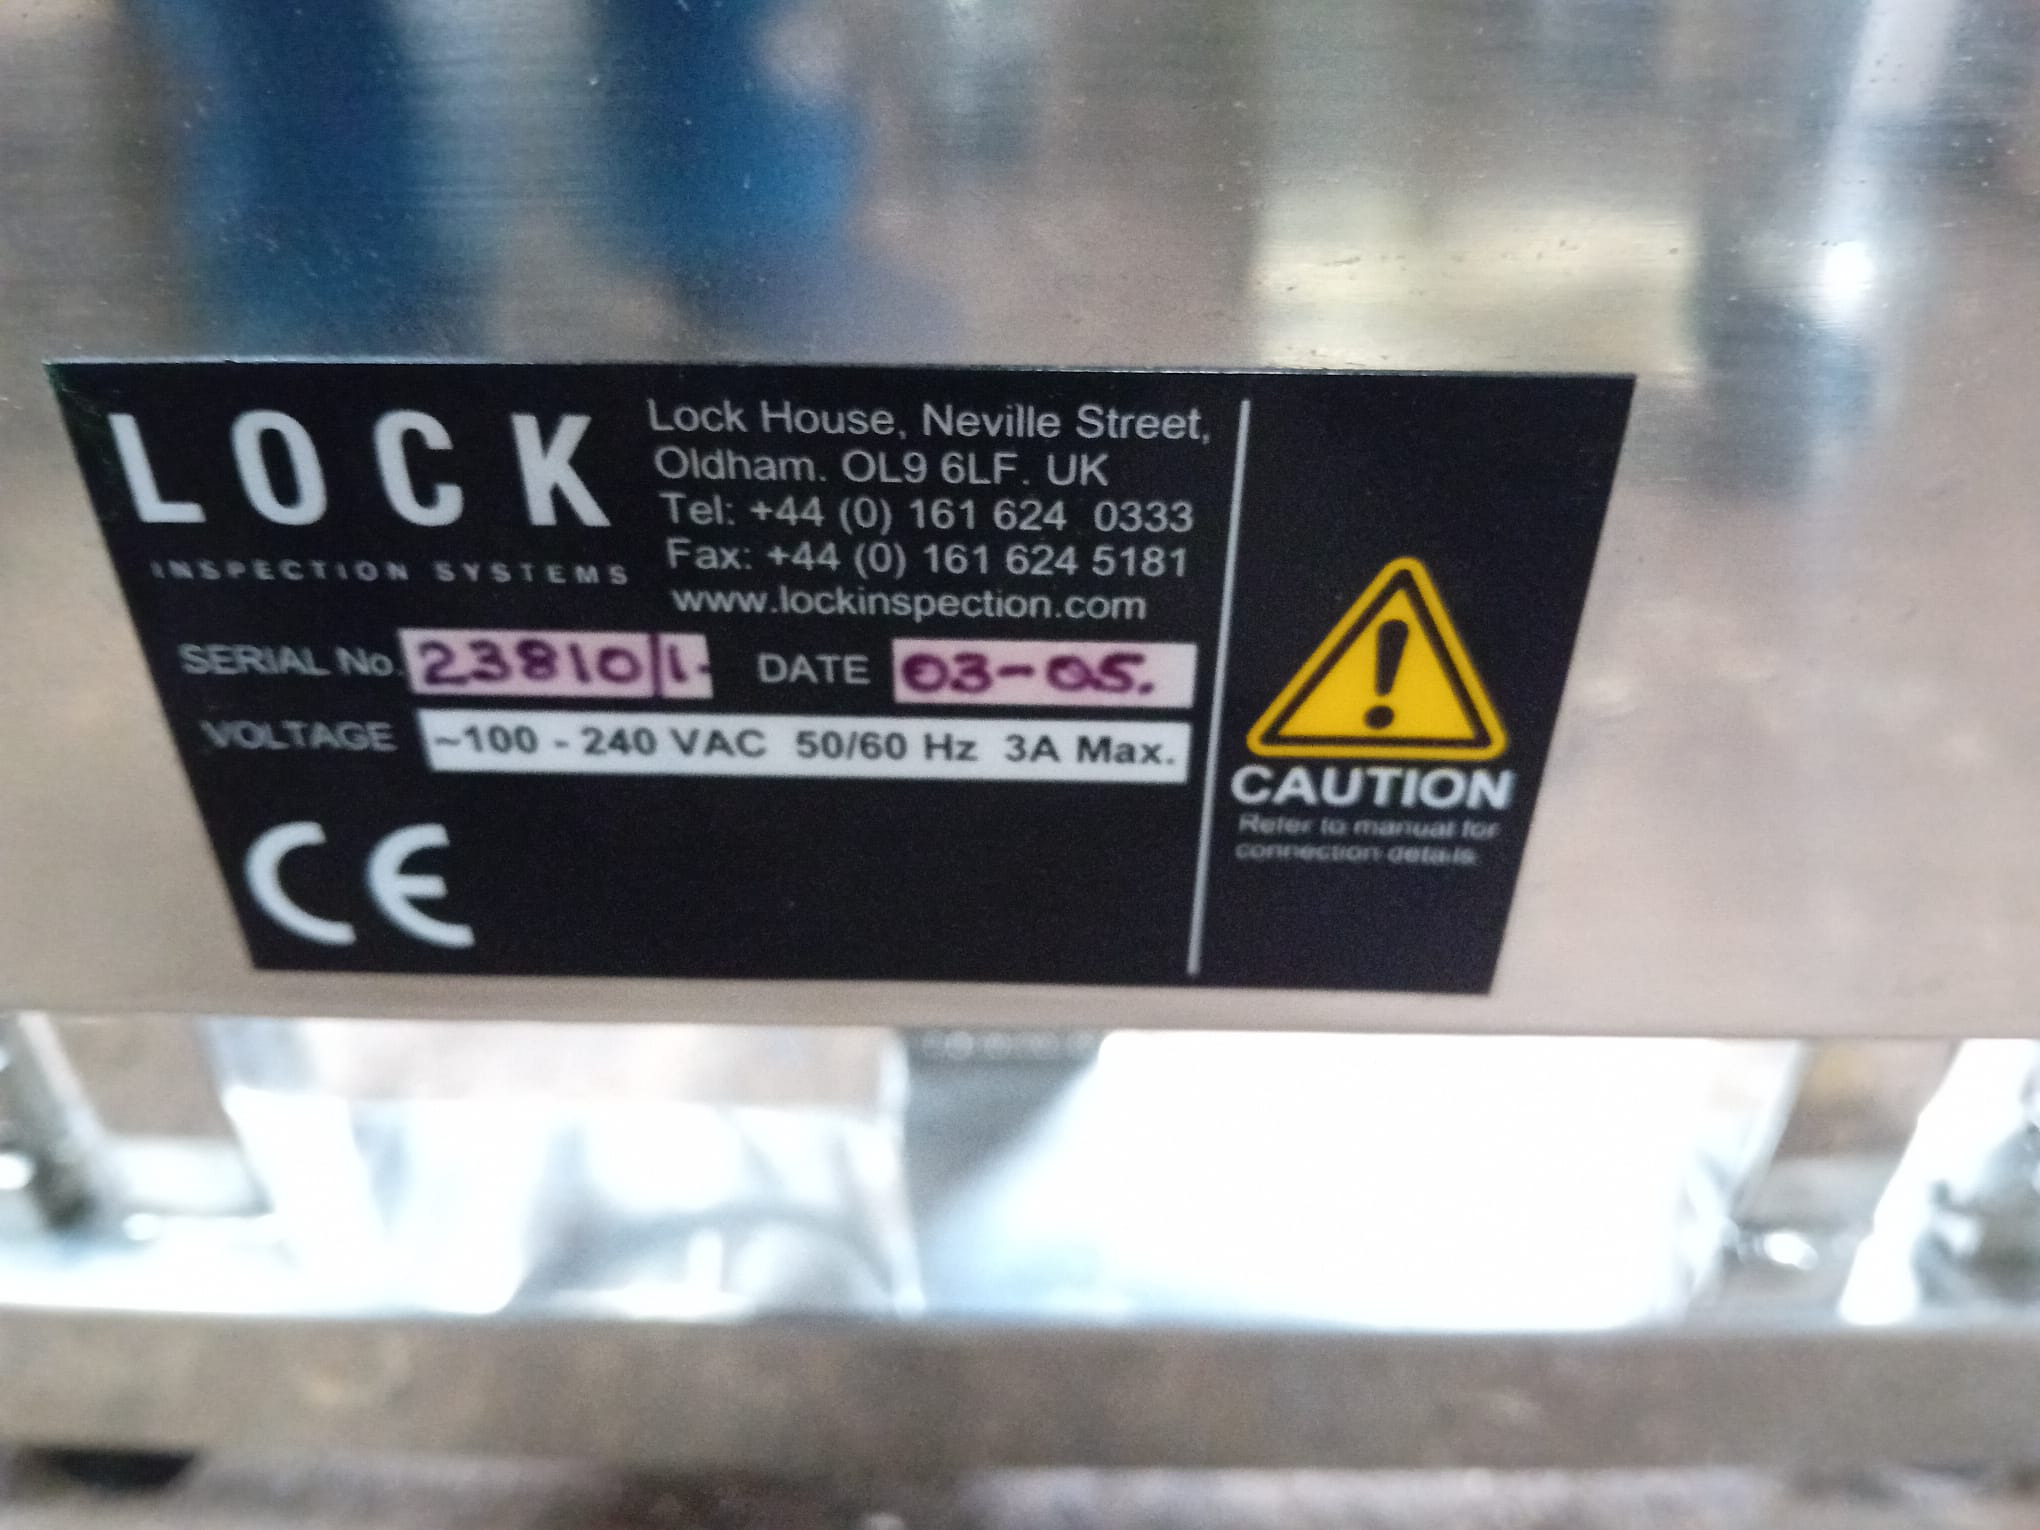 LOCK
INSPECTION SYSTEMS
Lock House, Neville Street,
Oldham. OL9 6LF. UK
Tel: +44 (0) 161 624 0333
Fax: +44 (0) 161 624 5181
www.lockinspection.com
SERIAL No. 23810/1. DATE 03-05.
VOLTAGE ~100 - 240 VAC 50/60 Hz 3A Max.
CE
CAUTION
Refer to manual for
connection details.